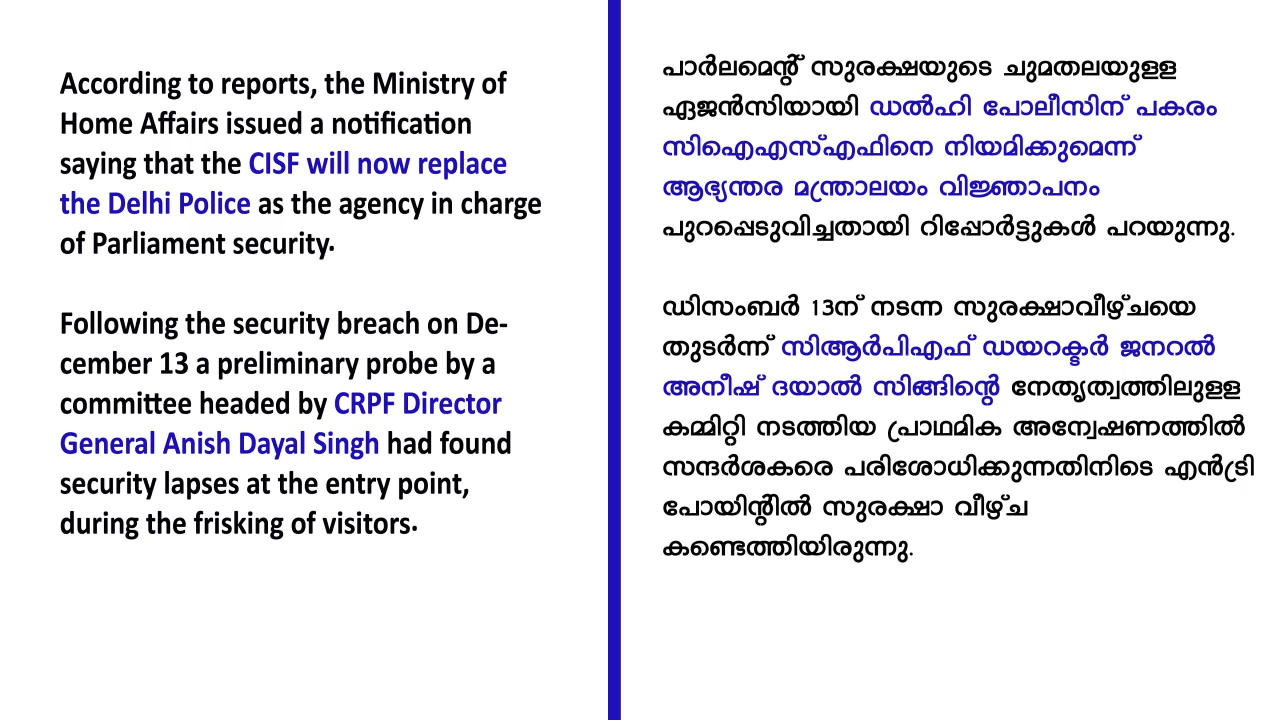 According to reports, the Ministry of
Home Affairs issued a notification
saying that the CISF will now replace
the Delhi Police as the agency in charge
of Parliament security.
Following the security breach on De-
cember 13 a preliminary probe by a
committee headed by CRPF Director
General Anish Dayal Singh had found
security lapses at the entry point,
during the frisking of visitors.
പാർലമെന്റ് സുരക്ഷയുടെ ചുമതലയുളള
ഏജൻസിയായി ഡൽഹി പോലീസിന് പകരം
സിഐഎസ്എഫിനെ നിയമിക്കുമെന്ന്
ആഭ്യന്തര മന്ത്രാലയം വിജ്ഞാപനം
പുറപ്പെടുവിച്ചതായി റിപ്പോർട്ടുകൾ പറയുന്നു.
ഡിസംബർ 13ന് നടന്ന സുരക്ഷാവീഴ്ചയെ
തുടർന്ന് സിആർപിഎഫ് ഡയറക്ടർ ജനറൽ
അനീഷ് ദയാൽ സിങ്ങിന്റെ നേതൃത്വത്തിലുളള
കമ്മിറ്റി നടത്തിയ പ്രാഥമിക അന്വേഷണത്തിൽ
സന്ദർശകരെ പരിശോധിക്കുന്നതിനിടെ എൻട്രി
പോയിന്റിൽ സുരക്ഷാ വീഴ്ച
കണ്ടെത്തിയിരുന്നു.